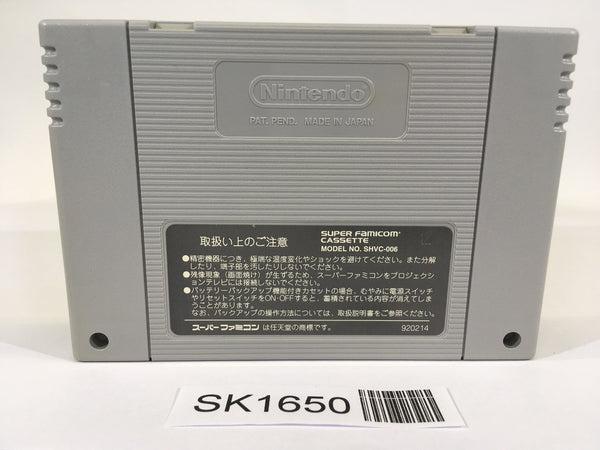 Nintendo
PAT. PEND. MADE IN JAPAN
取扱い上のご注意
SUPER FAMICOM
CASSETTE
MODEL NO. SHVC-006
●精密機器につき、極端な温度変化やショックを避けてください。また分解
したり、端子部を汚したりしないでください。
●残像現象（画面焼け）が生ずるため、スーパーファミコンをプロジェクシ
ョンテレビには接続しないでください。
●バッテリーバックアップ機能付きカセットの場合、むやみに電源スイッチ
やリセットスイッチをON・OFFすると、蓄積されている内容が消えてしま
うことがあります。
なお、バックアップの操作方法については、取扱説明書をご参照ください。
スーパーファミコン は任天堂の商標です。
920214
SK1650